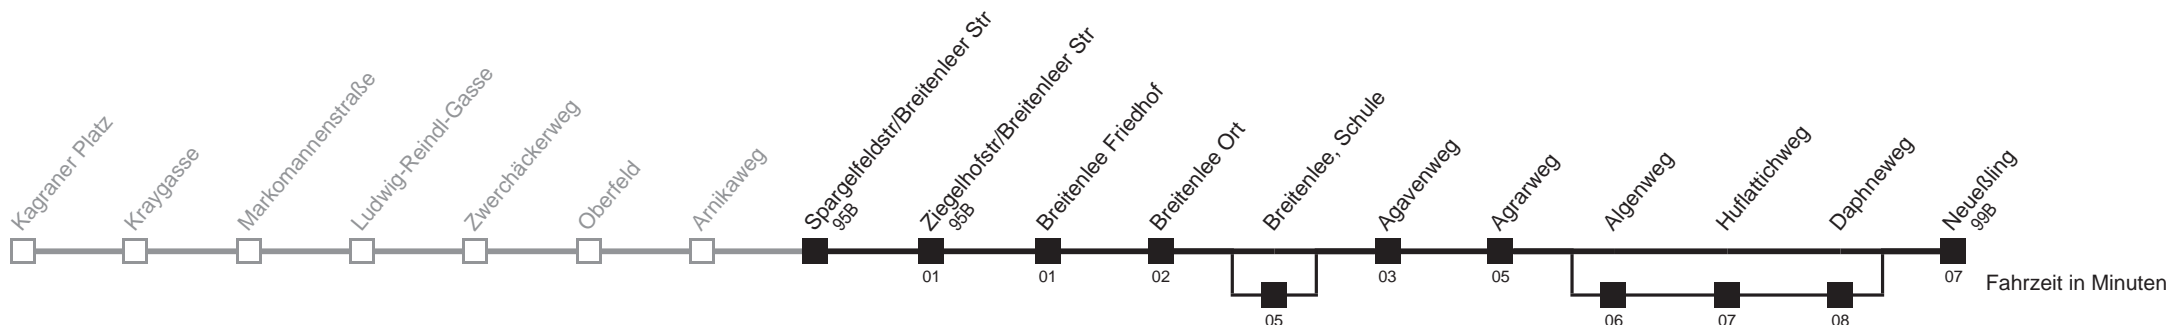 Kagraner Platz
Kraygasse
Markomannenstraße
Ludwig-Reindl-Gasse
Zwerchäckerweg
Oberfeld
Arnikaweg
Spargelfeldstr/Breitenleer Str
95B
Ziegelhofstr/Breitenleer Str
95B
Breitenlee Friedhof
Breitenlee Ort
Breitenlee, Schule
Agavenweg
Agrarweg
Algenweg
Huflattichweg
Daphneweg
Neueßling
99B
01
01
02
03
05
07
Fahrzeit in Minuten
05
06
07
08